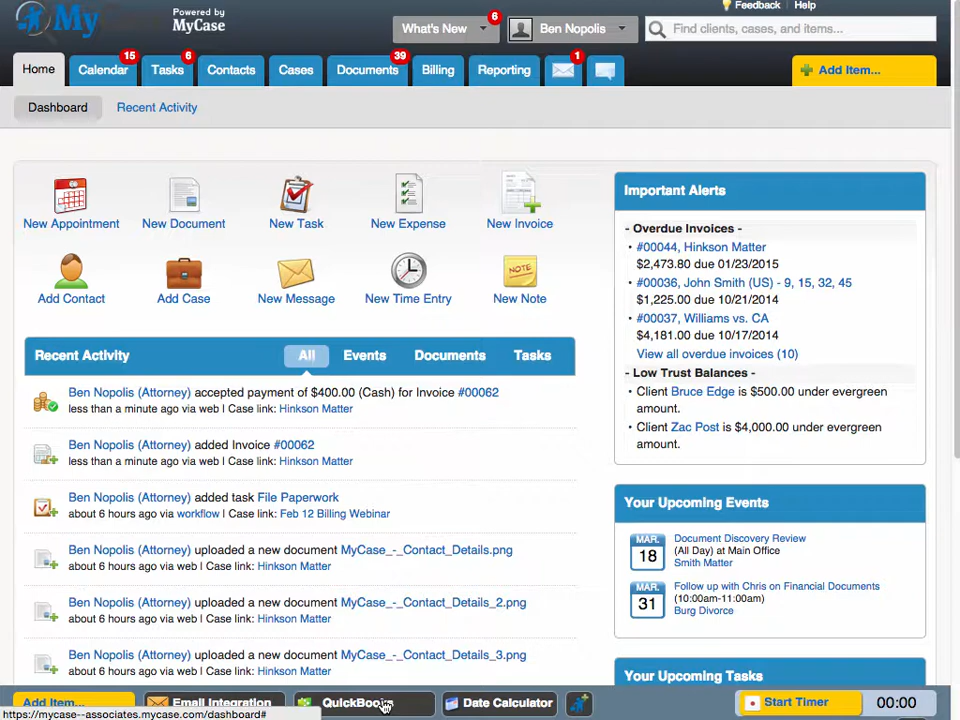 My
Powered by
MyCase
What's New
6
Ben Nopolis
Feedback
Help
Find clients, cases, and items...
Home
Calendar
15
Tasks
6
Contacts
Cases
Documents
39
Billing
Reporting
1
Add Item...
Dashboard
Recent Activity
New Appointment
New Document
New Task
New Expense
New Invoice
Add Contact
Add Case
New Message
New Time Entry
NOTE
New Note
Recent Activity
All
Events
Documents
Tasks
Ben Nopolis (Attorney) accepted payment of $400.00 (Cash) for Invoice #00062
less than a minute ago via web | Case link: Hinkson Matter
Ben Nopolis (Attorney) added Invoice #00062
less than a minute ago via web | Case link: Hinkson Matter
Ben Nopolis (Attorney) added task File Paperwork
about 6 hours ago via workflow | Case link: Feb 12 Billing Webinar
Ben Nopolis (Attorney) uploaded a new document MyCase_-_Contact_Details.png
about 6 hours ago via web | Case link: Hinkson Matter
Ben Nopolis (Attorney) uploaded a new document MyCase_-_Contact_Details_2.png
about 6 hours ago via web | Case link: Hinkson Matter
Ben Nopolis (Attorney) uploaded a new document MyCase_-_Contact_Details_3.png
about 6 hours ago via web | Case link: Hinkson Matter
Important Alerts
- Overdue Invoices -
• #00044, Hinkson Matter
$2,473.80 due 01/23/2015
• #00036, John Smith (US) - 9, 15, 32, 45
$1,225.00 due 10/21/2014
• #00037, Williams vs. CA
$4,181.00 due 10/17/2014
View all overdue invoices (10)
- Low Trust Balances -
• Client Bruce Edge is $500.00 under evergreen
amount.
• Client Zac Post is $4,000.00 under evergreen
amount.
Your Upcoming Events
MAR.
18
Document Discovery Review
(All Day) at Main Office
Smith Matter
MAR.
31
Follow up with Chris on Financial Documents
(10:00am-11:00am)
Burg Divorce
Your Upcoming Tasks
Add Item...
Email Integration
QuickBooks
Date Calculator
Start Timer
00:00
https://mycase--associates.mycase.com/dashboard#